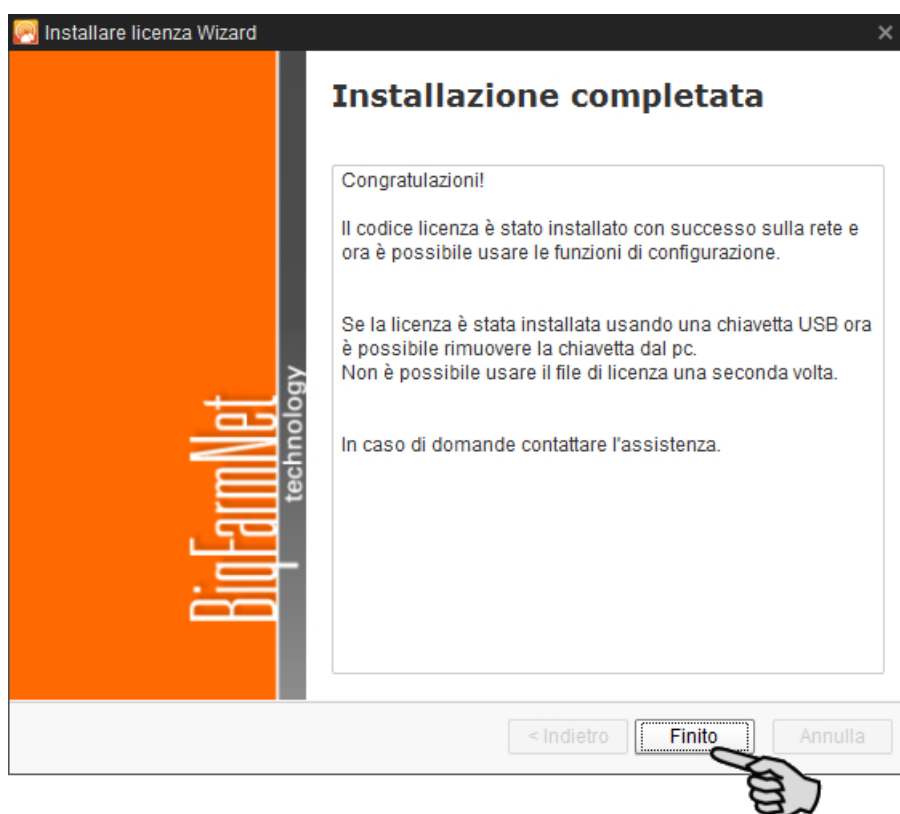 Installare licenza Wizard
Installazione completata
Congratulazioni!
Il codice licenza è stato installato con successo sulla rete e
ora è possibile usare le funzioni di configurazione.
Se la licenza è stata installata usando una chiavetta USB ora
è possibile rimuovere la chiavetta dal pc.
Non è possibile usare il file di licenza una seconda volta.
In caso di domande contattare l'assistenza.
BigFarmNet
technology
< Indietro
Finito
Annulla